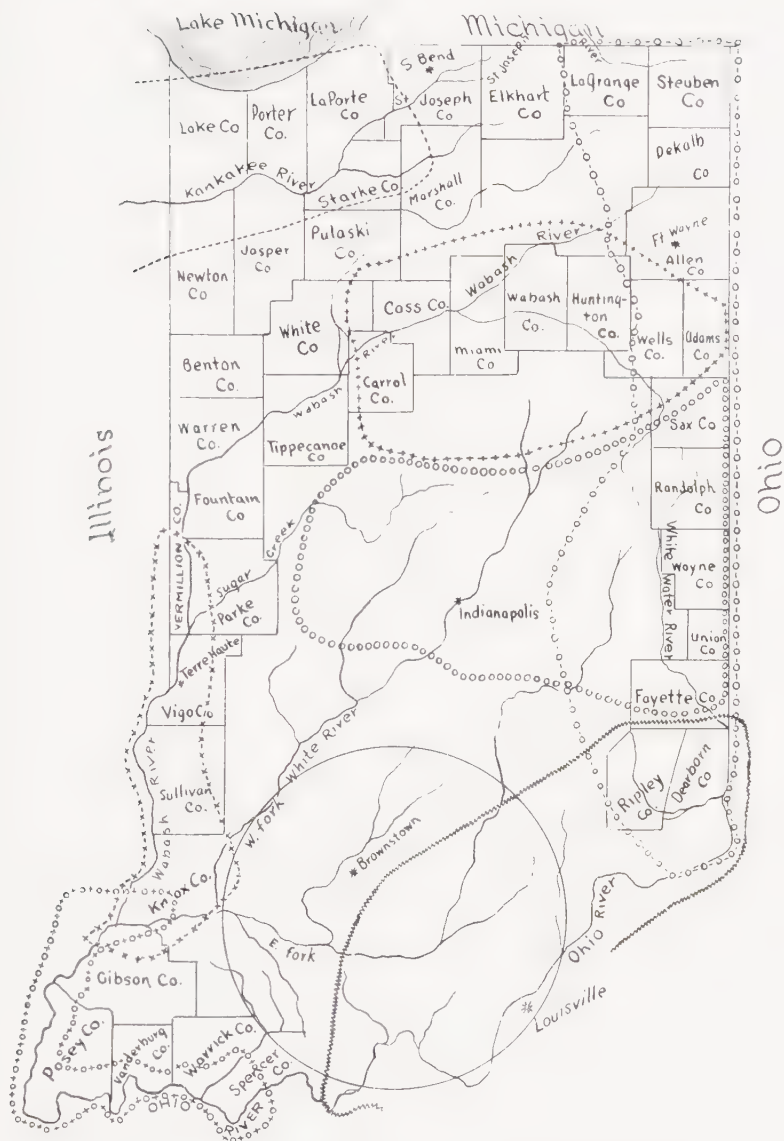 Lake Michigan
Michigan
River
S Bend
St Joseph
Lake Co
Porter Co.
LaPorte Co
St Joseph Co
Elkhart Co
LaGrange Co
Steuben Co.
Dekalb Co
Kankakee River
Starke Co.
Marshall Co.
Newton Co
Jasper Co
Pulaski Co
Ft Wayne
Allen Co
Wabash River
White Co
Cass Co.
Miami Co
Wabash Co.
Hunting-
ton
Co.
Wells Co.
Adams Co
Benton Co.
River
Carrol Co.
Wabash
Sax Co
Warren Co.
Tippecanoe Co
Illinois
Ohio
Fountain Co
Randolph Co
VERMILLION CO.
Sugar Creek
Parke Co.
White Water River
Wayne Co
Indianapolis
Union Co
Terre Haute
Vigo Co
Fayette Co
White River
W. fork
Wabash River
Sullivan Co.
Ripley Co
Dearborn Co
Brownstown
Knox Co.
E. fork
Ohio River
Gibson Co.
Louisville
Posey Co.
Vanderburg Co.
Warrick Co.
Spencer Co.
OHIO RIVER